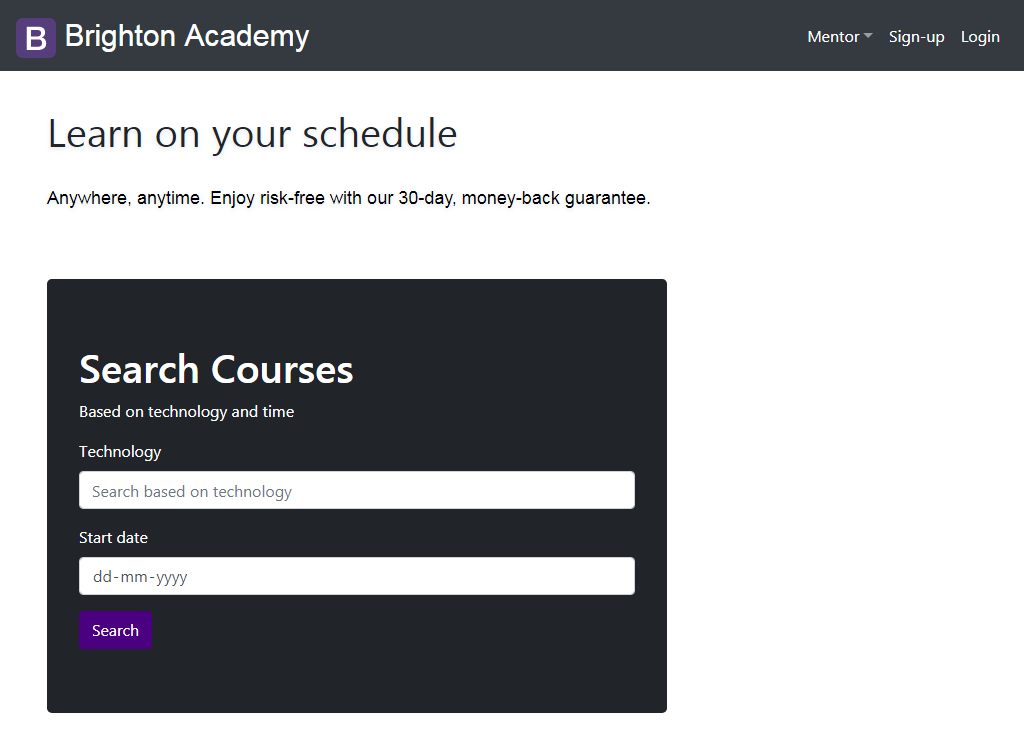 B Brighton Academy
Mentor Sign-up Login
Learn on your schedule
Anywhere, anytime. Enjoy risk-free with our 30-day, money-back guarantee.
Search Courses
Based on technology and time
Technology
Search based on technology
Start date
dd-mm-yyyy
Search